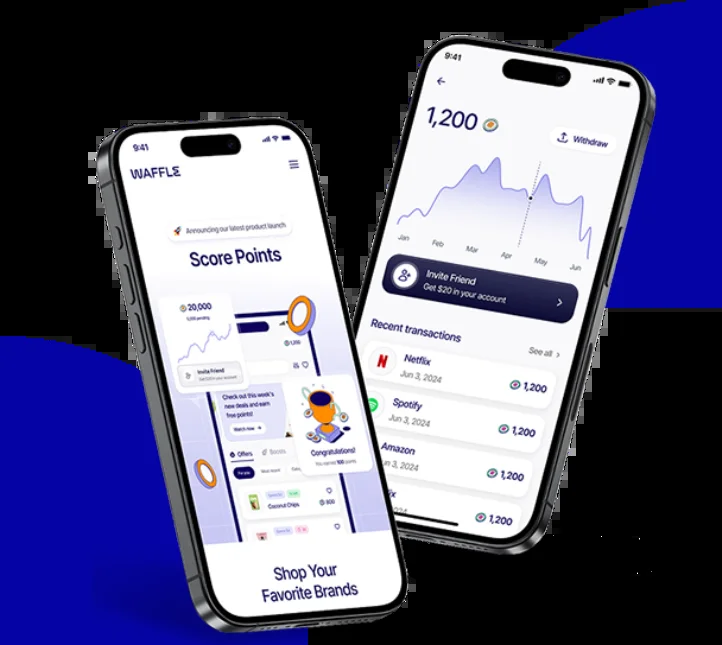 9:41
WAFFLE
Announcing our latest product launch
Score Points
20,000
Invite Friend
1,200
Check out this week's
new deals and earn
free points!
Watch now
Congratulations!
You earned 100 points
Offers
Boosts
For you
Most recent
Coconut Chips
800
Shop Your
Favorite Brands
9:41
1,200
Withdraw
Jan Feb Mar Apr May Jun
Invite Friend
Get $20 in your account
Recent transactions
See all
Netflix
Jun 3, 2024
1,200
Spotify
Jun 3, 2024
1,200
Amazon
3, 2024
1,200
1,200